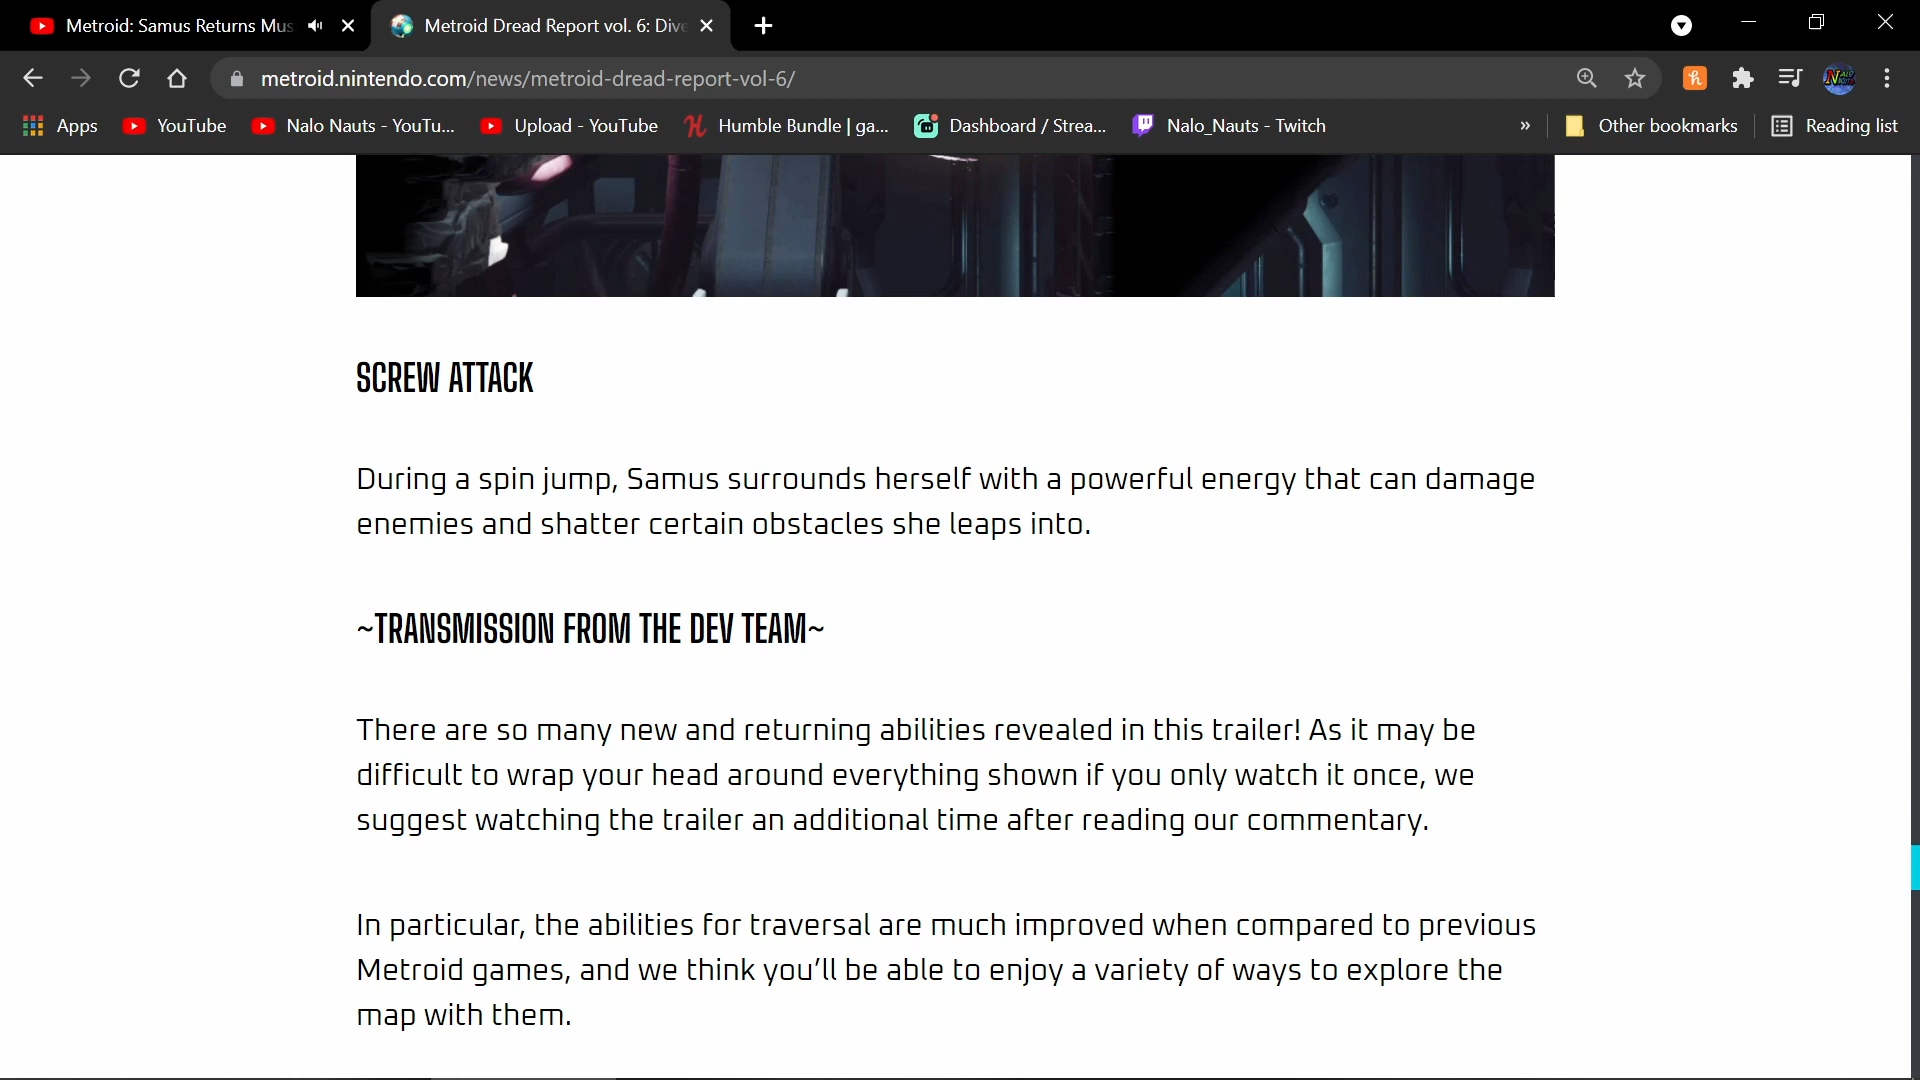 Metroid: Samus Returns Mus
Metroid Dread Report vol. 6: Dive
metroid.nintendo.com/news/metroid-dread-report-vol-6/
Apps YouTube Nalo Nauts - YouTu... Upload - YouTube Humble Bundle | ga... Dashboard / Strea... Nalo_Nauts - Twitch » Other bookmarks Reading list
SCREW ATTACK
During a spin jump, Samus surrounds herself with a powerful energy that can damage
enemies and shatter certain obstacles she leaps into.
~TRANSMISSION FROM THE DEV TEAM~
There are so many new and returning abilities revealed in this trailer! As it may be
difficult to wrap your head around everything shown if you only watch it once, we
suggest watching the trailer an additional time after reading our commentary.
In particular, the abilities for traversal are much improved when compared to previous
Metroid games, and we think you'll be able to enjoy a variety of ways to explore the
map with them.